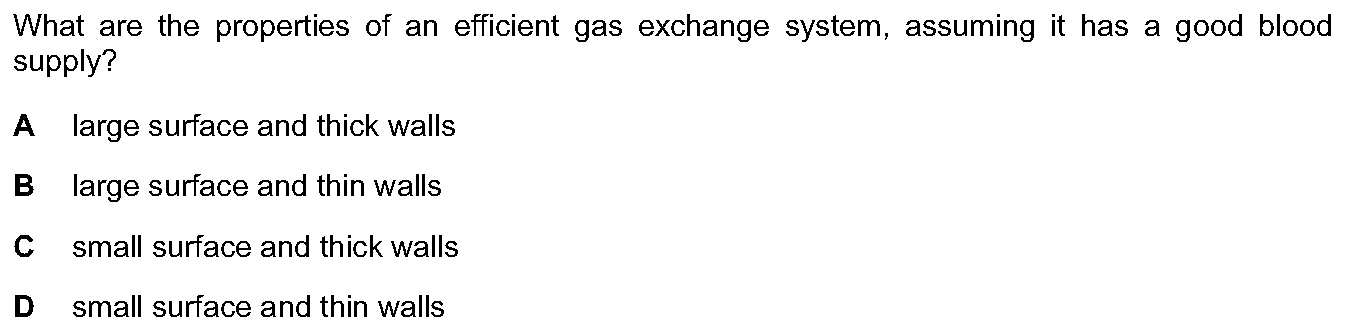 What are the properties of an efficient gas exchange system, assuming it has a good blood
supply?
A large surface and thick walls
B large surface and thin walls
C small surface and thick walls
D small surface and thin walls